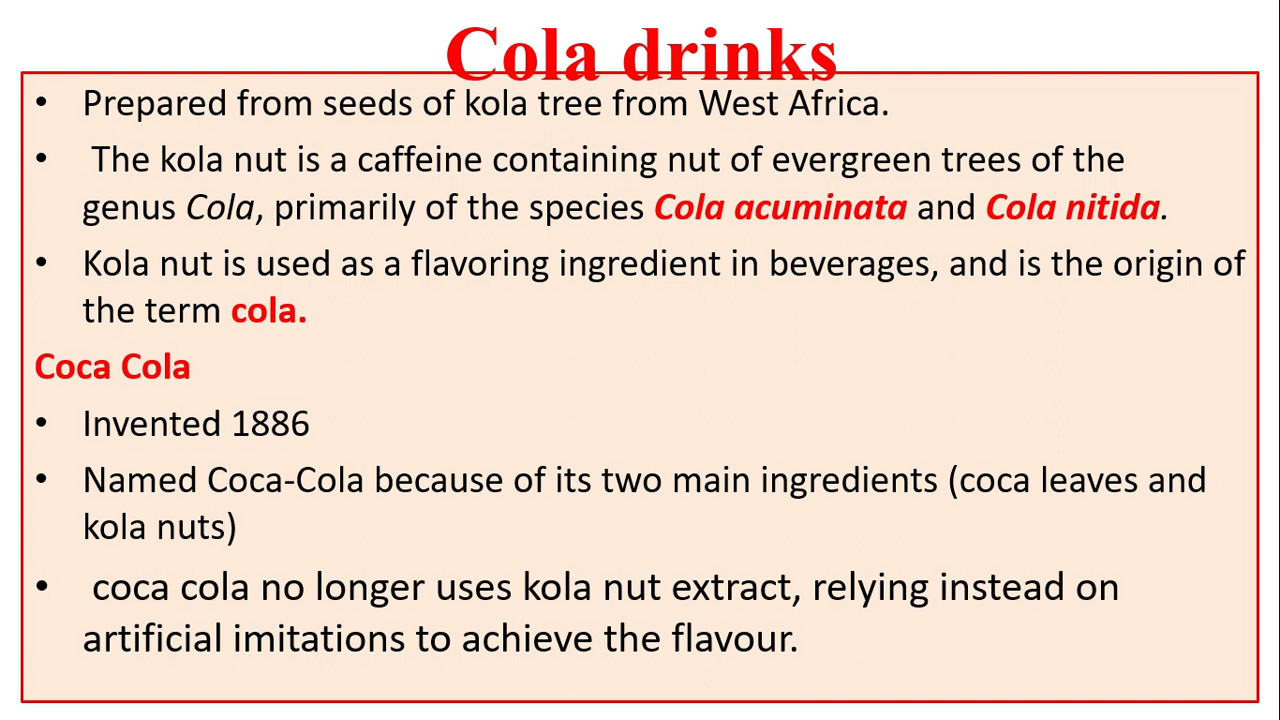 Cola drinks
• Prepared from seeds of kola tree from West Africa.
• The kola nut is a caffeine containing nut of evergreen trees of the
genus Cola, primarily of the species Cola acuminata and Cola nitida.
• Kola nut is used as a flavoring ingredient in beverages, and is the origin of
the term cola.
Coca Cola
• Invented 1886
• Named Coca-Cola because of its two main ingredients (coca leaves and
kola nuts)
• coca cola no longer uses kola nut extract, relying instead on
artificial imitations to achieve the flavour.